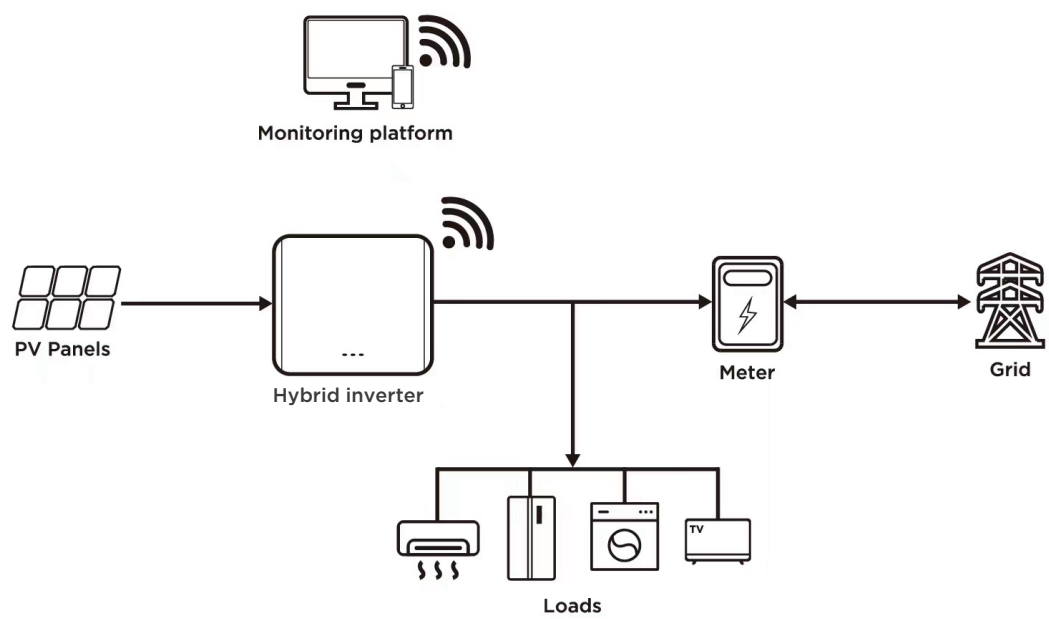 Monitoring platform
PV Panels
Hybrid inverter
Meter
Grid
TV
Loads